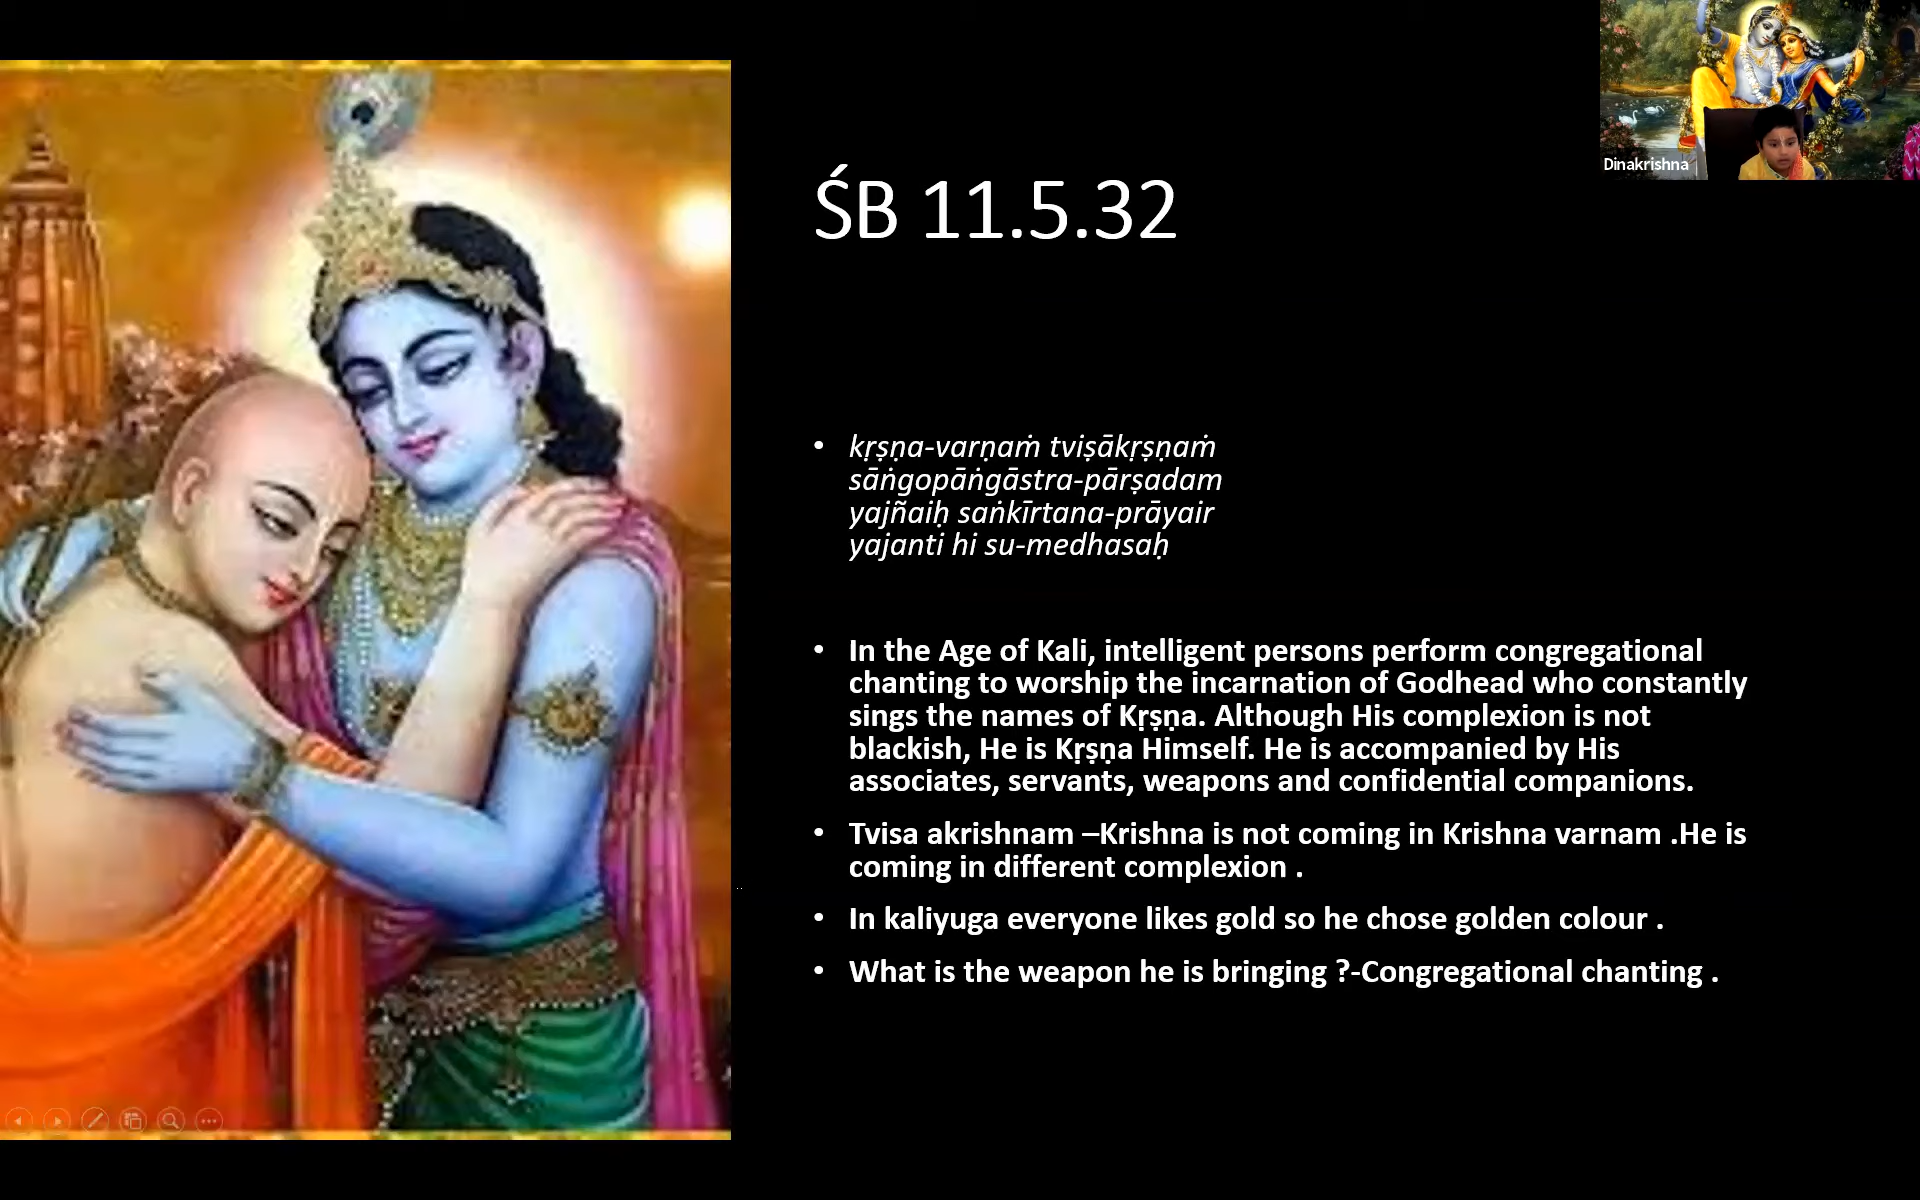 Dinakrishna
ŚB 11.5.32
• kṛṣṇa-varṇaṁ tviṣākṛṣṇaṁ
sāṅgopāṅgāstra-pārṣadam
yajñaiḥ saṅkīrtana-prāyair
yajanti hi su-medhasaḥ
• In the Age of Kali, intelligent persons perform congregational
chanting to worship the incarnation of Godhead who constantly
sings the names of Kṛṣṇa. Although His complexion is not
blackish, He is Kṛṣṇa Himself. He is accompanied by His
associates, servants, weapons and confidential companions.
• Tvisa akrishnam –Krishna is not coming in Krishna varnam .He is
coming in different complexion .
• In kaliyuga everyone likes gold so he chose golden colour .
• What is the weapon he is bringing ?-Congregational chanting .